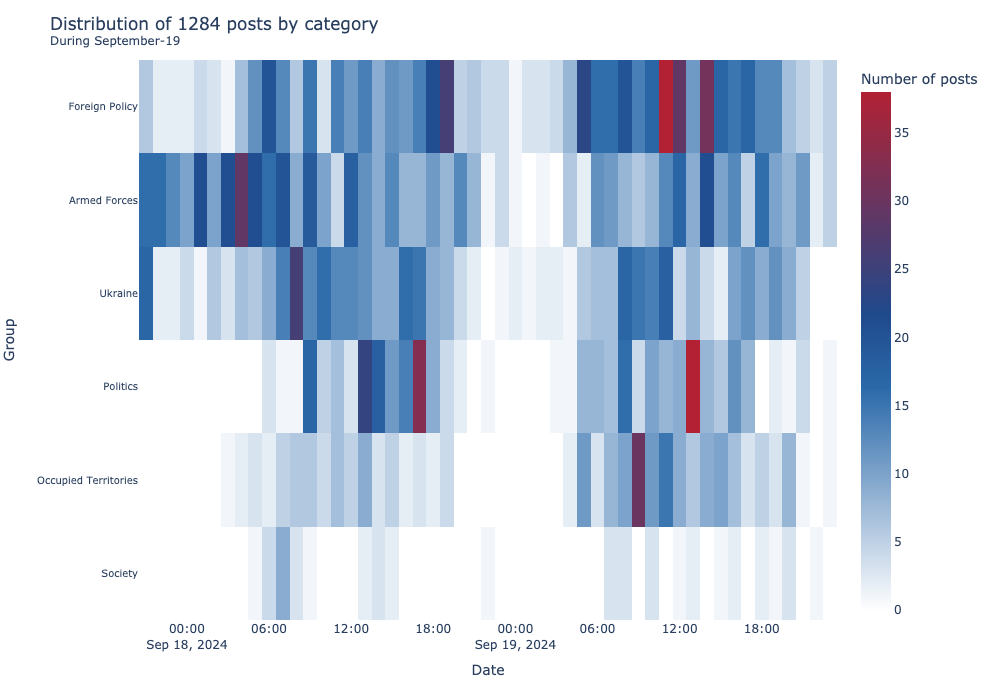 Distribution of 1284 posts by category
During September-19
Number of posts
Foreign Policy
Armed Forces
Ukraine
Politics
Occupied Territories
Society
Group
35
30
25
20
15
10
5
0
00:00 06:00 12:00 18:00 00:00 06:00 12:00 18:00
Sep 18, 2024 Sep 19, 2024
Date